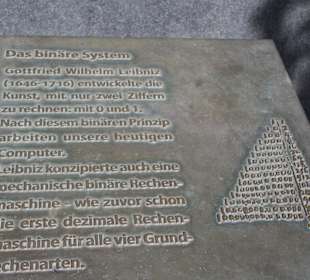 Das binäre System
Gottfried Wilhelm Leibniz
(1646-1716) entwickelte die
Kunst, mit nur zwei Ziffern
zu rechnen: mit 0 und 1.
Nach diesem binären Prinzip
arbeiten unsere heutigen
Computer.
Leibniz konzipierte auch eine
mechanische binäre Rechen-
maschine – wie zuvor schon
die erste dezimale Rechen-
maschine für alle vier Grund-
rechenarten.